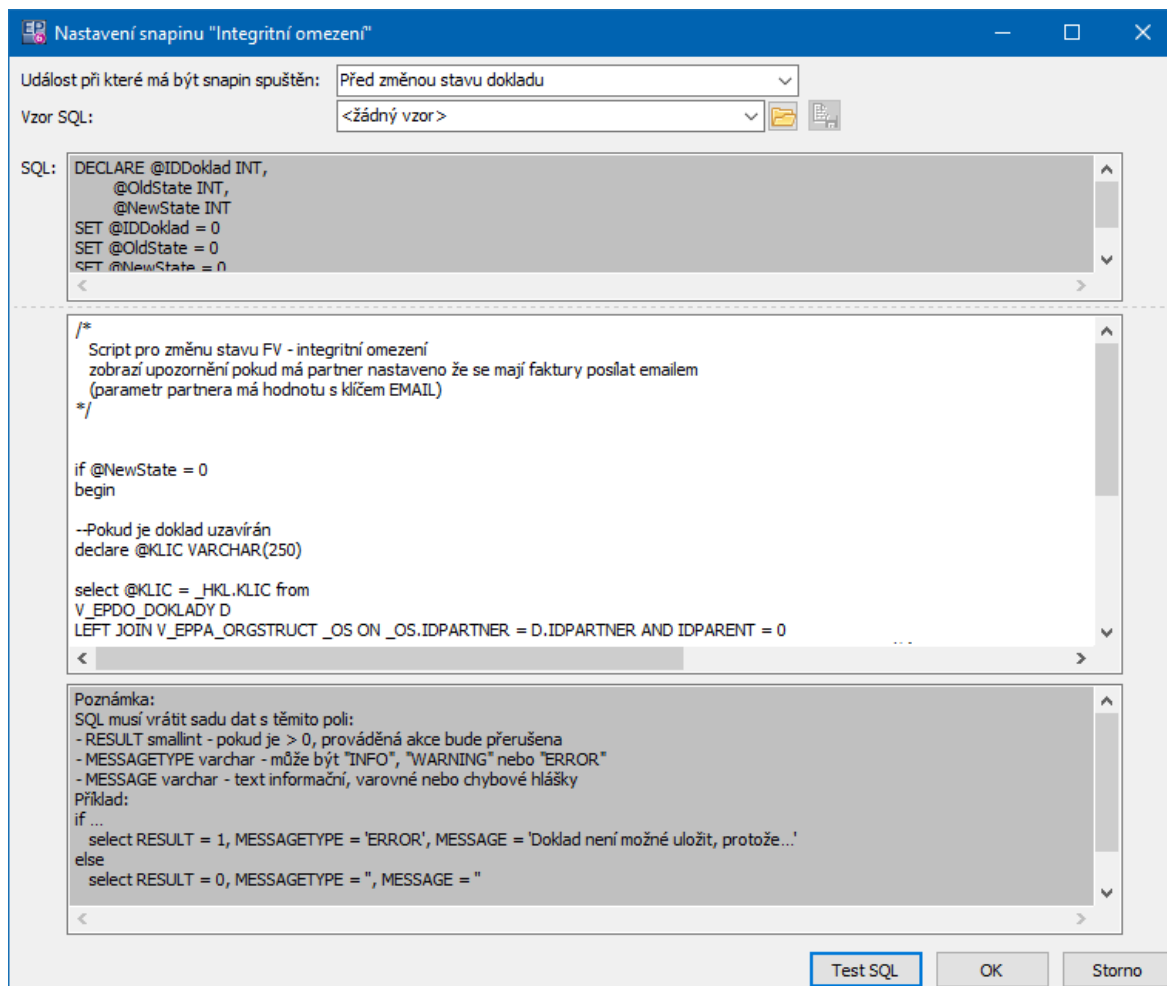 Nastavení snapinu "Integritní omezení"
Událost při které má být snapin spuštěn: Před změnou stavu dokladu
Vzor SQL: <žádný vzor>
SQL: DECLARE @IDDoklad INT,
@OldState INT,
@NewState INT
SET @IDDoklad = 0
SET @OldState = 0
SET @NewState = 0
/*
Script pro změnu stavu FV - integritní omezení
zobrazí upozornění pokud má partner nastaveno že se mají faktury posílat emailem
(parametr partnera má hodnotu s klíčem EMAIL)
*/
if @NewState = 0
begin
--Pokud je doklad uzavírán
declare @KLIC VARCHAR(250)
select @KLIC = _HKL.KLIC from
V_EPDO_DOKLADY D
LEFT JOIN V_EPPA_ORGSTRUCT _OS ON _OS.IDPARTNER = D.IDPARTNER AND IDPARENT = 0
Poznámka:
SQL musí vrátit sadu dat s těmito poli:
- RESULT smallint - pokud je > 0, prováděná akce bude přerušena
- MESSAGETYPE varchar - může být "INFO", "WARNING" nebo "ERROR"
- MESSAGE varchar - text informační, varovné nebo chybové hlášky
Příklad:
if ...
select RESULT = 1, MESSAGETYPE = 'ERROR', MESSAGE = 'Doklad není možné uložit, protože...'
else
select RESULT = 0, MESSAGETYPE = '', MESSAGE = ''
Test SQL OK Storno